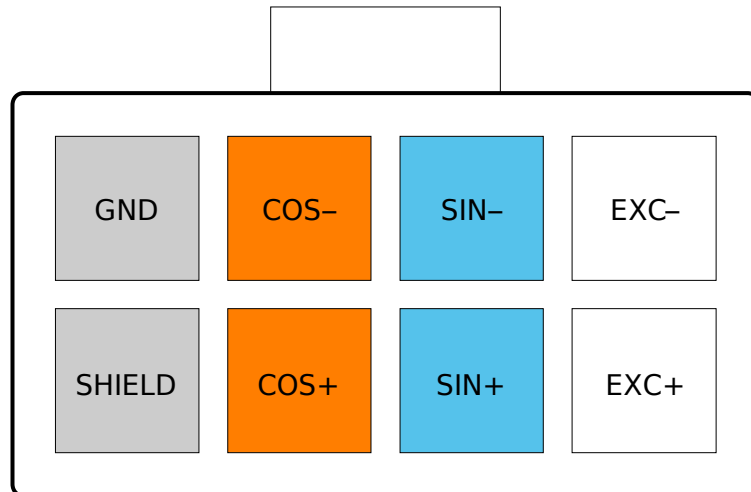 GND COS– SIN– EXC–
SHIELD COS+ SIN+ EXC+